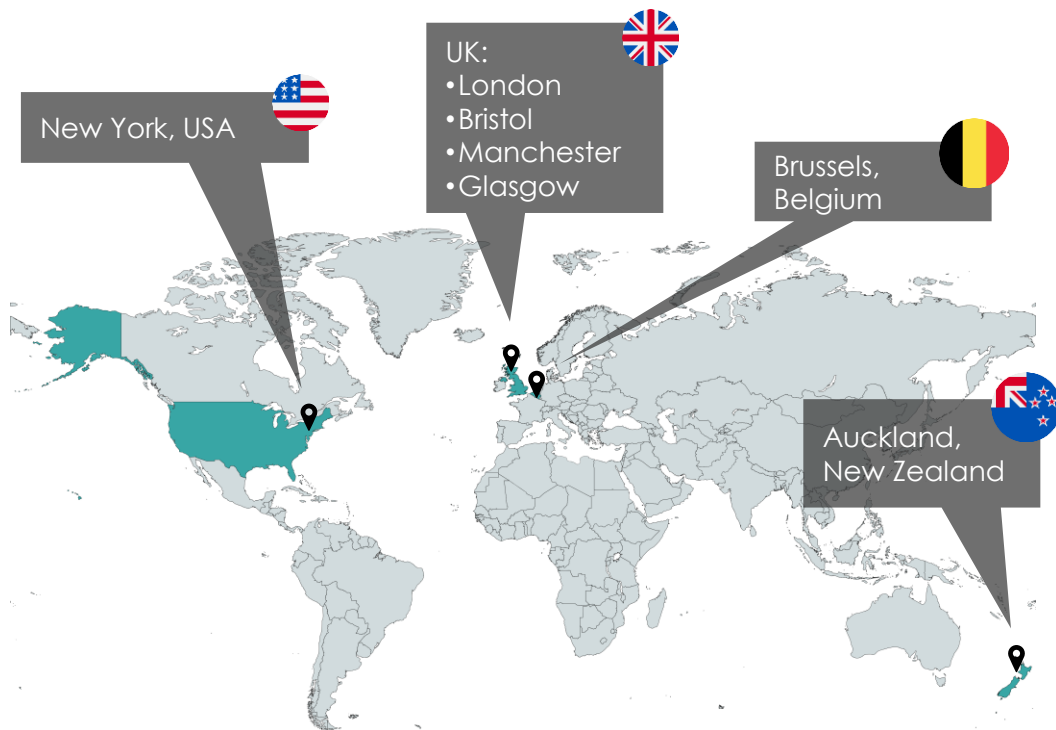 New York, USA
UK:
•London
•Bristol
•Manchester
•Glasgow
Brussels,
Belgium
Auckland,
New Zealand